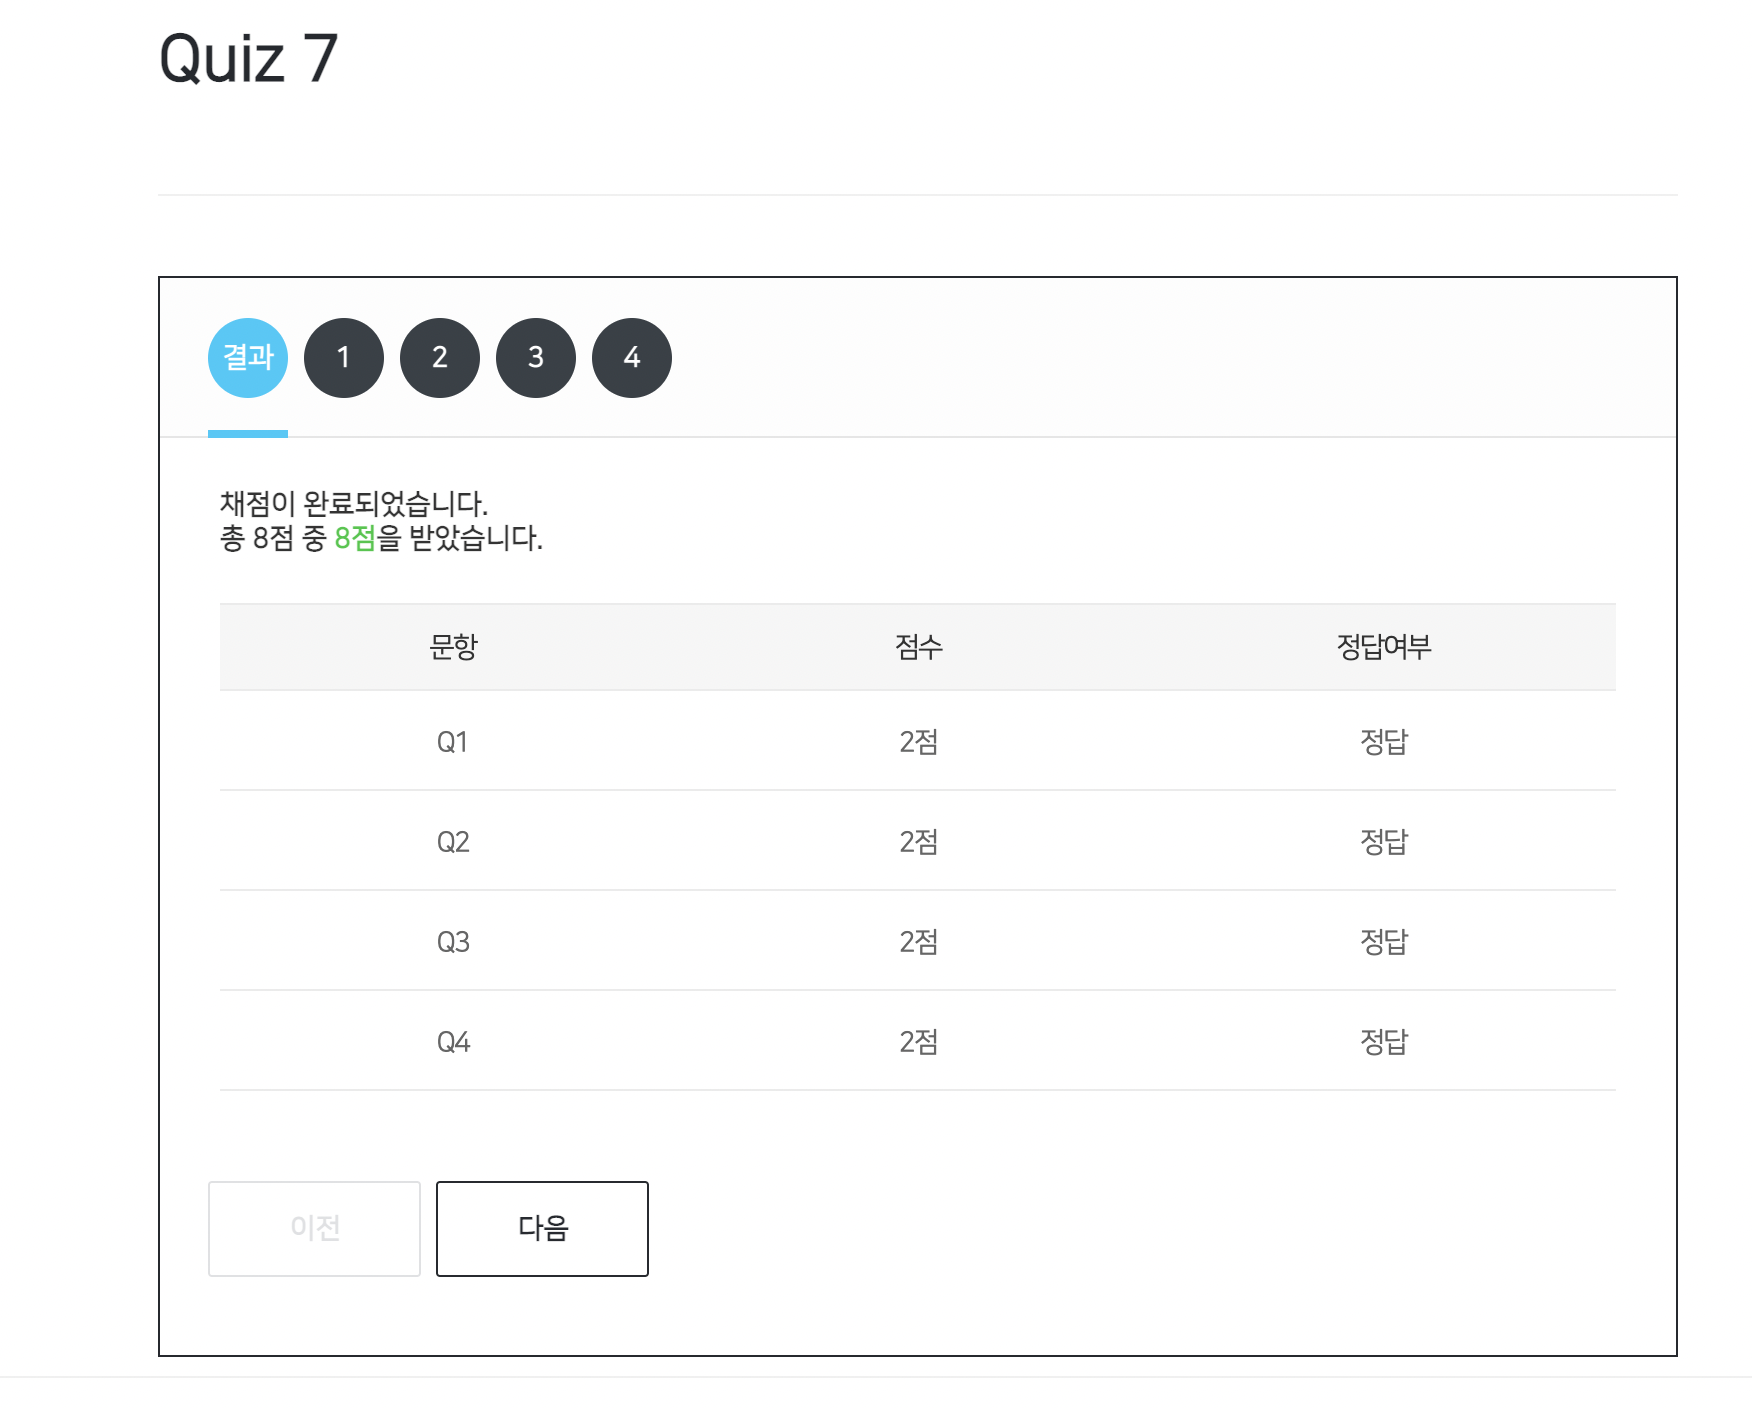 Quiz 7
결과 1 2 3 4
채점이 완료되었습니다.
총 8점 중 8점을 받았습니다.
문항 점수 정답여부
Q1 2점 정답
Q2 2점 정답
Q3 2점 정답
Q4 2점 정답
이전 다음